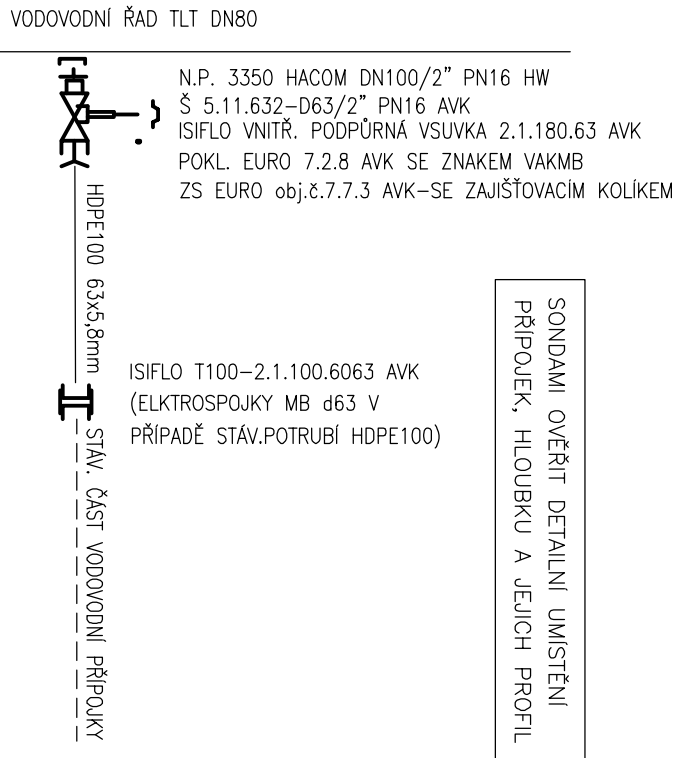 VODOVODNÍ ŘAD TLT DN80
N.P. 3350 HACOM DN100/2" PN16 HW
Š 5.11.632-D63/2" PN16 AVK
ISIFLO VNITŘ. PODPŮRNÁ VSUVKA 2.1.180.63 AVK
POKL. EURO 7.2.8 AVK SE ZNAKEM VAKMB
ZS EURO obj.č.7.7.3 AVK-SE ZAJIŠŤOVACÍM KOLÍKEM
HDPE100 63x5,8mm
ISIFLO T100-2.1.100.6063 AVK
(ELKTROSPOJKY MB d63 V
PŘÍPADĚ STÁV.POTRUBÍ HDPE100)
STÁV. ČÁST VODOVODNÍ PŘÍPOJKY
SONDAMI OVĚŘIT DETAILNÍ UMÍSTĚNÍ
PŘÍPOJEK, HLOUBKU A JEJICH PROFIL